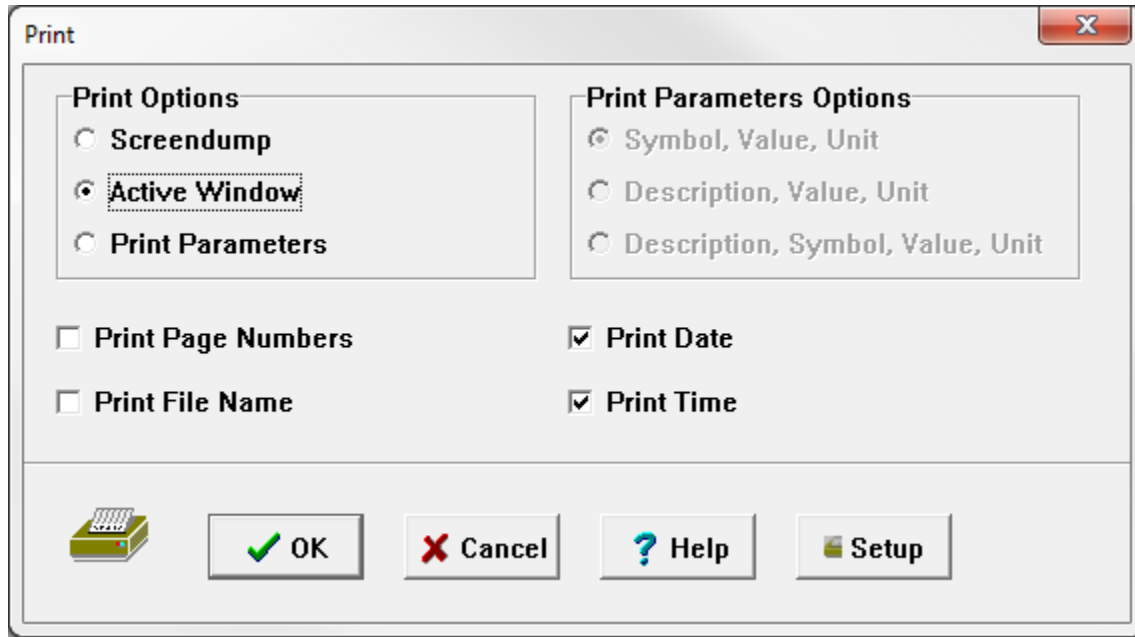 Print
Print Options
Screendump
Active Window
Print Parameters
Print Parameters Options
Symbol, Value, Unit
Description, Value, Unit
Description, Symbol, Value, Unit
Print Page Numbers
Print File Name
Print Date
Print Time
OK
Cancel
Help
Setup